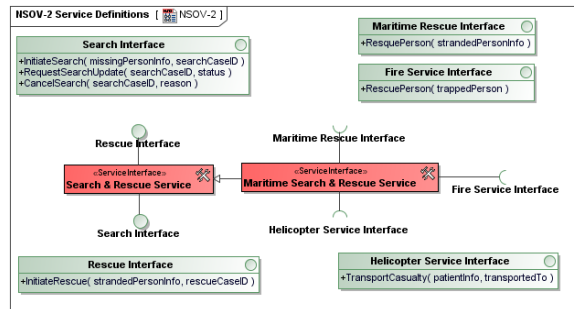 NSOV-2 Service Definitions [ NSOV-2 ]
Search Interface
+InitiateSearch( missingPersonInfo, searchCaseID )
+RequestSearchUpdate( searchCaseID, status )
+CancelSearch( searchCaseID, reason )
Maritime Rescue Interface
+ResquePerson( strandedPersonInfo )
Fire Service Interface
+RescuePerson( trappedPerson )
Rescue Interface
Maritime Rescue Interface
«ServiceInterface»
Search & Rescue Service
«ServiceInterface»
Maritime Search & Rescue Service
Fire Service Interface
Search Interface
Helicopter Service Interface
Rescue Interface
+InitiateRescue( strandedPersonInfo, rescueCaseID )
Helicopter Service Interface
+TransportCasualty( patientInfo, transportedTo )